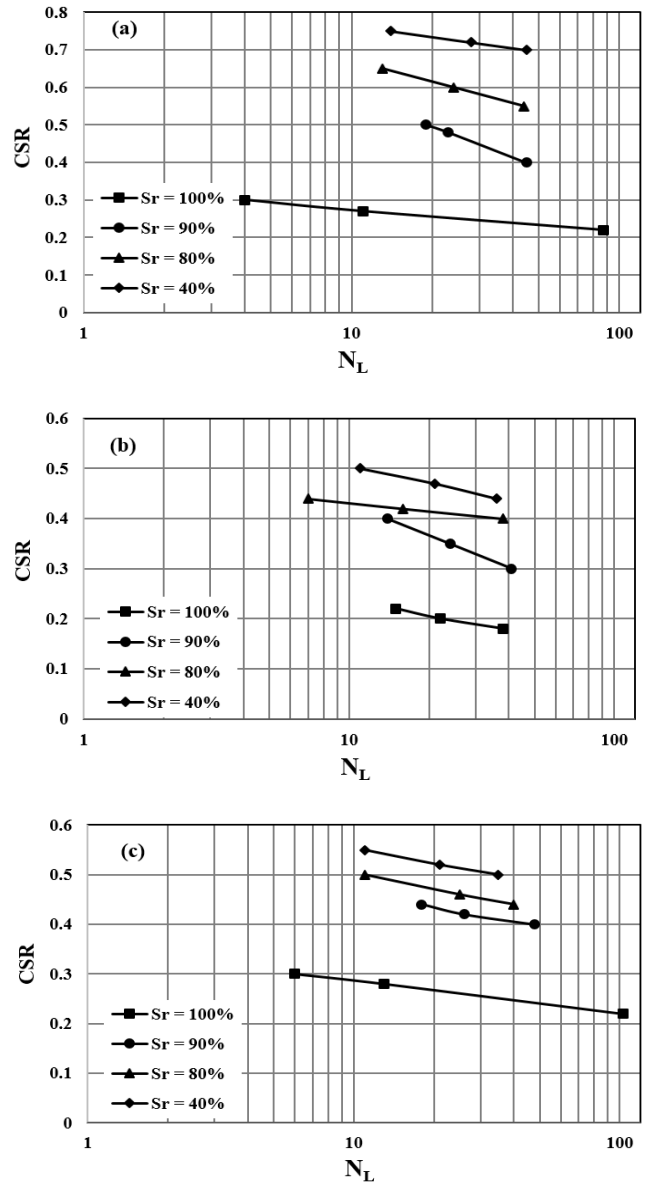 (a)
0.8
0.7
0.6
0.5
0.4
0.3
0.2
0.1
0
CSR
Sr = 100%
Sr = 90%
Sr = 80%
Sr = 40%
1 10 100
NL
(b)
0.6
0.5
0.4
0.3
0.2
0.1
0
CSR
Sr = 100%
Sr = 90%
Sr = 80%
Sr = 40%
1 10 100
NL
(c)
0.6
0.5
0.4
0.3
0.2
0.1
0
CSR
Sr = 100%
Sr = 90%
Sr = 80%
Sr = 40%
1 10 100
NL